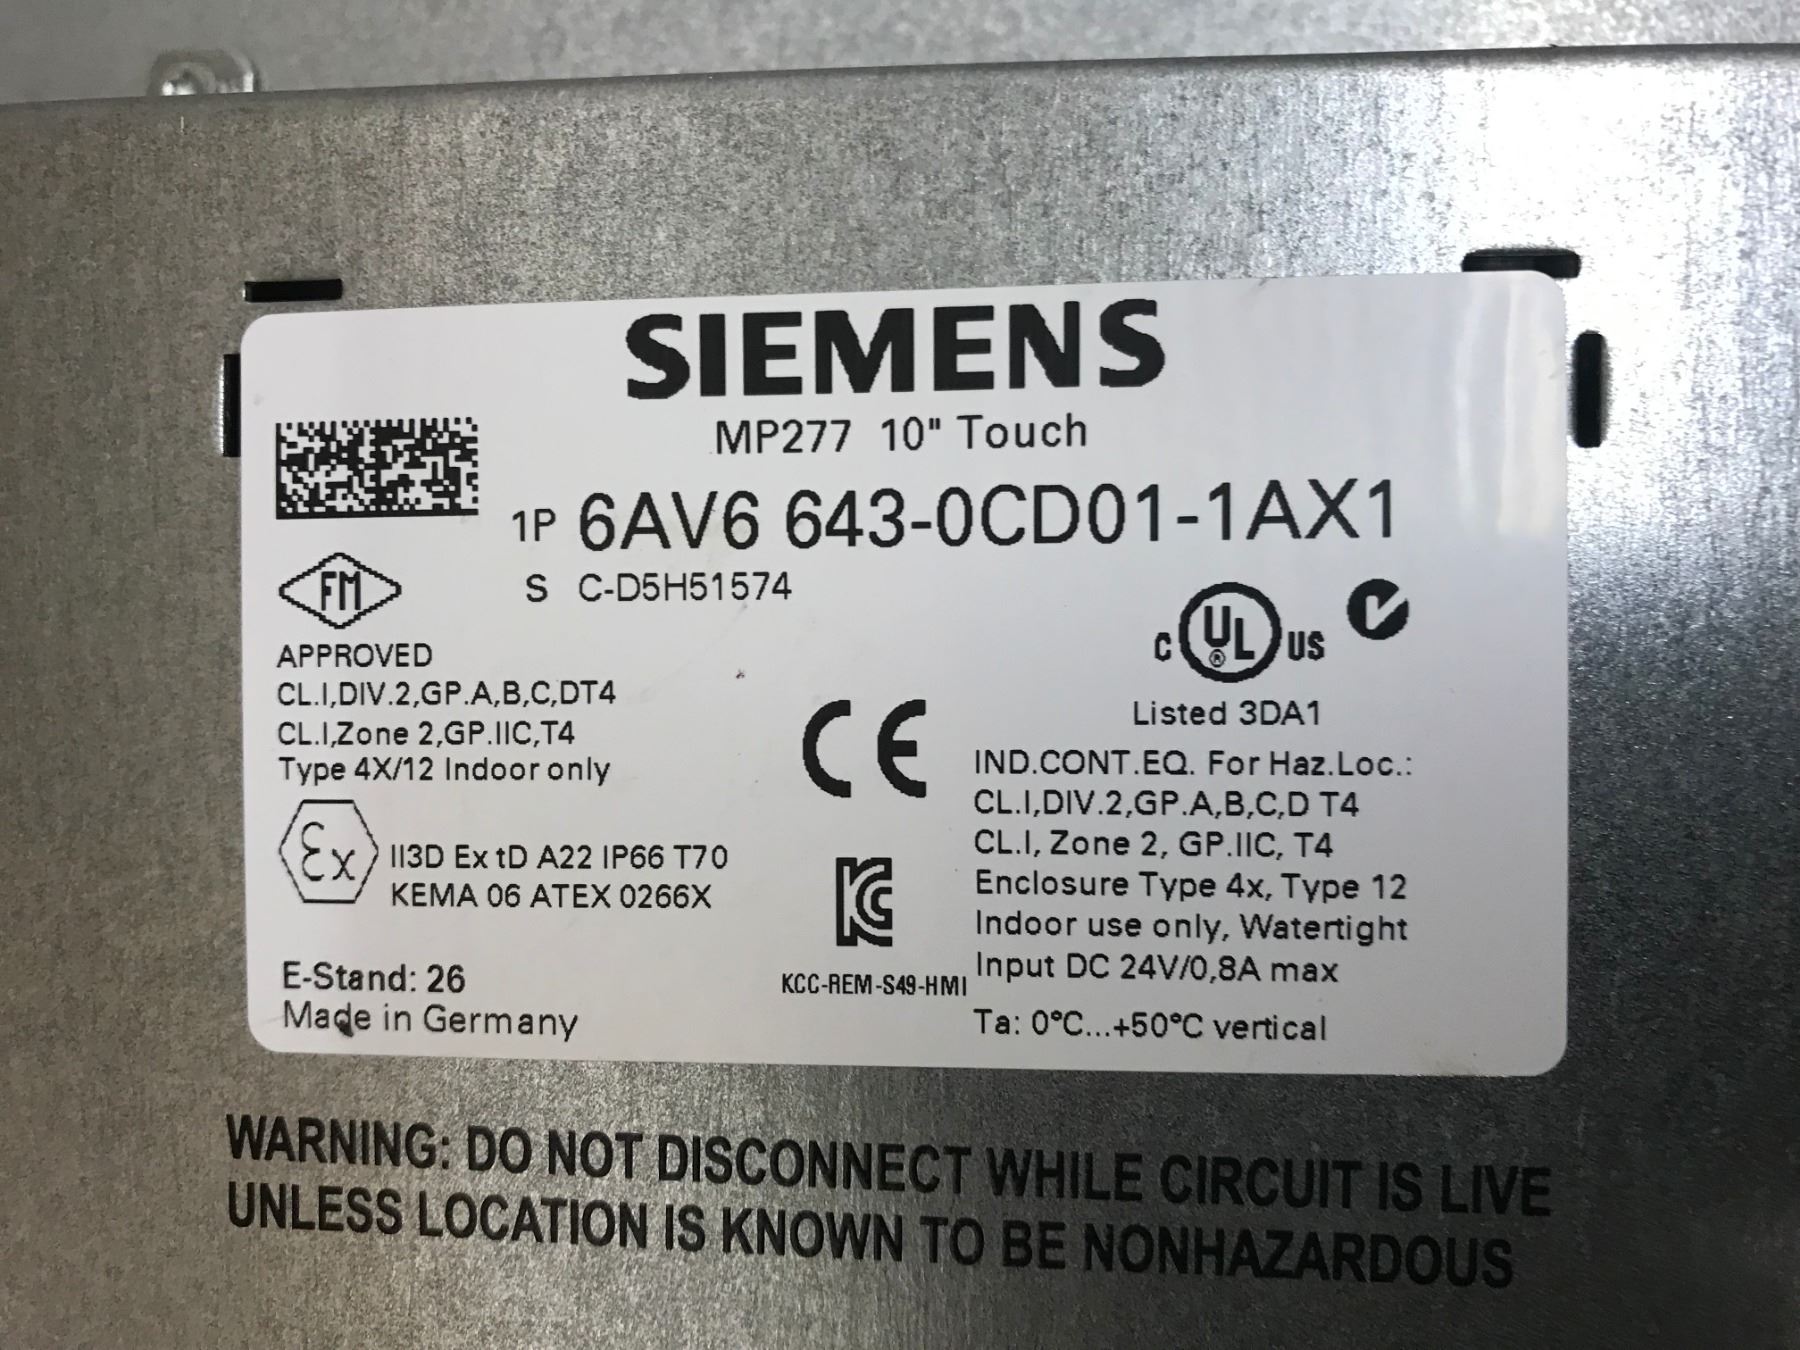 SIEMENS
MP277 10" Touch
1P 6AV6 643-0CD01-1AX1
S C-D5H51574
FM
APPROVED
CL.I,DIV.2,GP.A,B,C,DT4
CL.I,Zone 2,GP.IIC,T4
Type 4X/12 Indoor only
Ex
II3D Ex tD A22 IP66 T70
KEMA 06 ATEX 0266X
E-Stand: 26
Made in Germany
CE
KC
KCC-REM-S49-HMI
C UL ® US
Listed 3DA1
IND.CONT.EQ. For Haz.Loc.:
CL.I,DIV.2,GP.A,B,C,D T4
CL.I, Zone 2, GP.IIC, T4
Enclosure Type 4x, Type 12
Indoor use only, Watertight
Input DC 24V/0,8A max
Ta: 0°C...+50°C vertical
WARNING: DO NOT DISCONNECT WHILE CIRCUIT IS LIVE
UNLESS LOCATION IS KNOWN TO BE NONHAZARDOUS